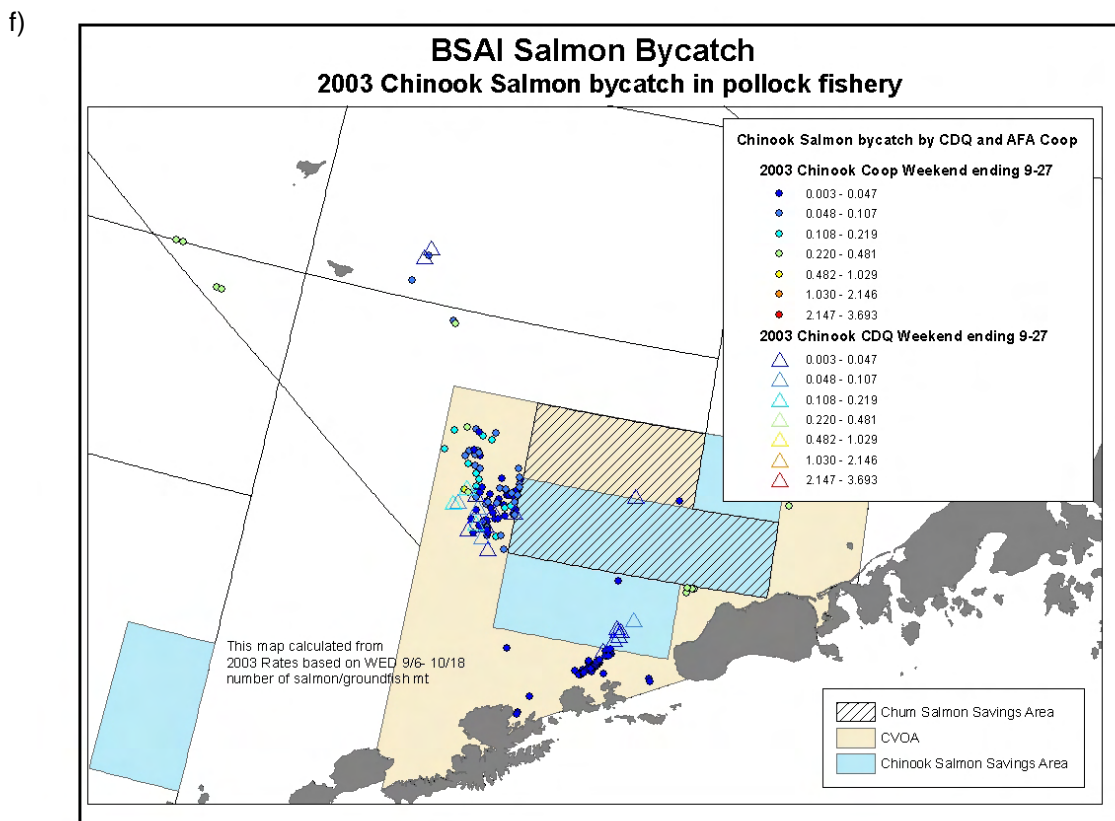 f)
BSAI Salmon Bycatch
2003 Chinook Salmon bycatch in pollock fishery
Chinook Salmon bycatch by CDQ and AFA Coop
2003 Chinook Coop Weekend ending 9-27
0.003 - 0.047
0.048 - 0.107
0.108 - 0.219
0.220 - 0.481
0.482 - 1.029
1.030 - 2.146
2.147 - 3.693
2003 Chinook CDQ Weekend ending 9-27
0.003 - 0.047
0.048 - 0.107
0.108 - 0.219
0.220 - 0.481
0.482 - 1.029
1.030 - 2.146
2.147 - 3.693
This map calculated from
2003 Rates based on WED 9/6- 10/18
number of salmon/groundfish mt
Chum Salmon Savings Area
CVOA
Chinook Salmon Savings Area